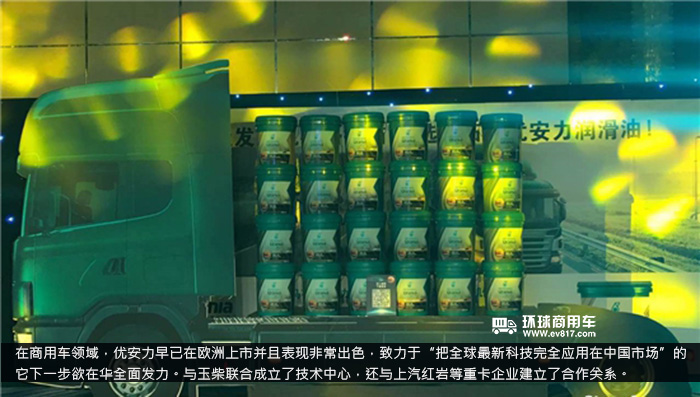 发
优安力润滑油！
nia
环球商用车
www.ev817.com
在商用车领域，优安力早已在欧洲上市并且表现非常出色，致力于“把全球最新科技完全应用在中国市场”的
它下一步欲在华全面发力。与玉柴联合成立了技术中心，还与上汽红岩等重卡企业建立了合作关系。